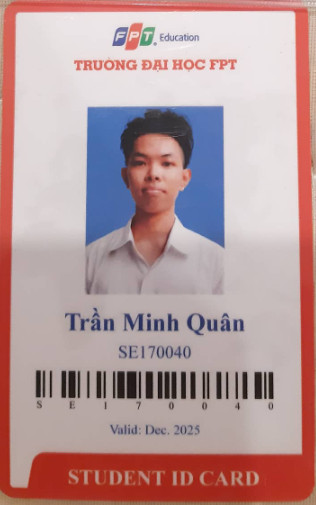 FPT. Education
TRƯỜNG ĐẠI HỌC FPT
Trần Minh Quân
SE170040
S E 1 7 0 0 4 0
Valid: Dec. 2025
STUDENT ID CARD